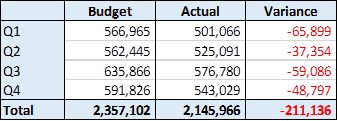 Budget Actual Variance
Q1 566,965 501,066 -65,899
Q2 562,445 525,091 -37,354
Q3 635,866 576,780 -59,086
Q4 591,826 543,029 -48,797
Total 2,357,102 2,145,966 -211,136